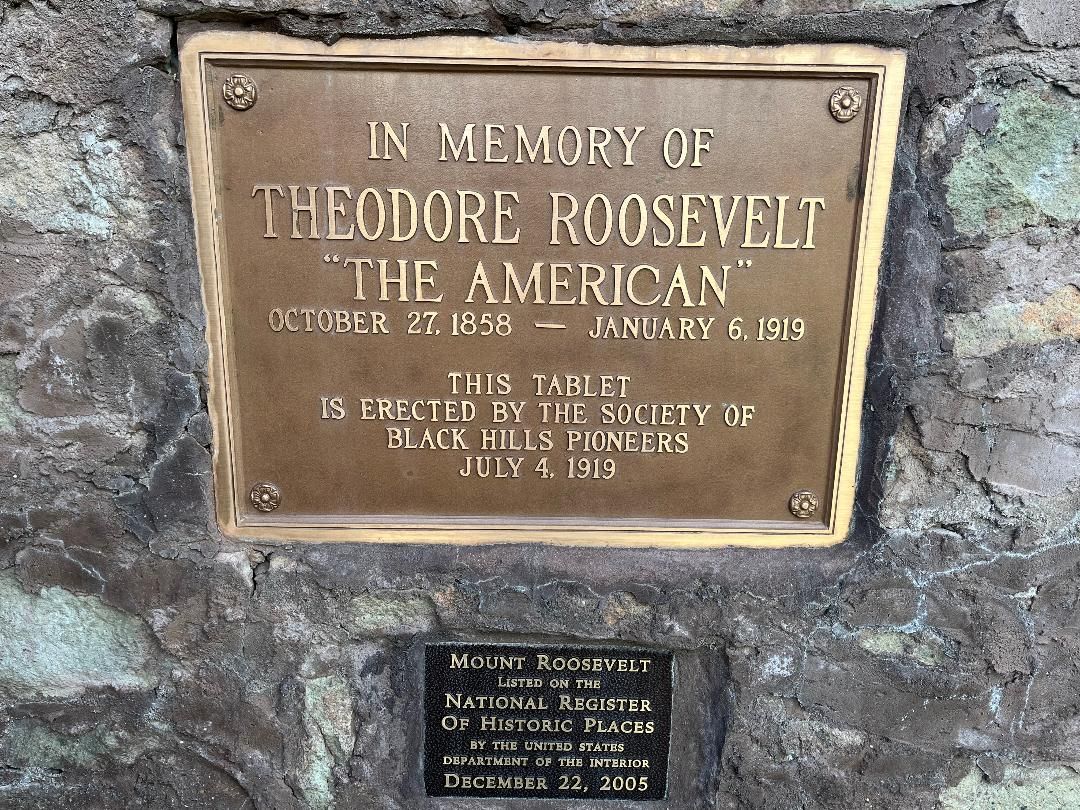 IN MEMORY OF
THEODORE ROOSEVELT
"THE AMERICAN"
OCTOBER 27, 1858 — JANUARY 6, 1919
THIS TABLET
IS ERECTED BY THE SOCIETY OF
BLACK HILLS PIONEERS
JULY 4, 1919
MOUNT ROOSEVELT
LISTED ON THE
NATIONAL REGISTER
OF HISTORIC PLACES
BY THE UNITED STATES
DEPARTMENT OF THE INTERIOR
DECEMBER 22, 2005